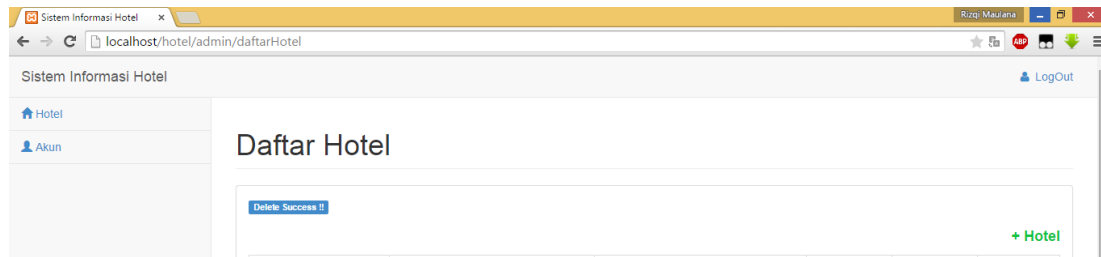 Sistem Informasi Hotel
Rizqi Maulana
localhost/hotel/admin/daftarHotel
ABP
Sistem Informasi Hotel
LogOut
Hotel
Akun
Daftar Hotel
Delete Success !!
+ Hotel